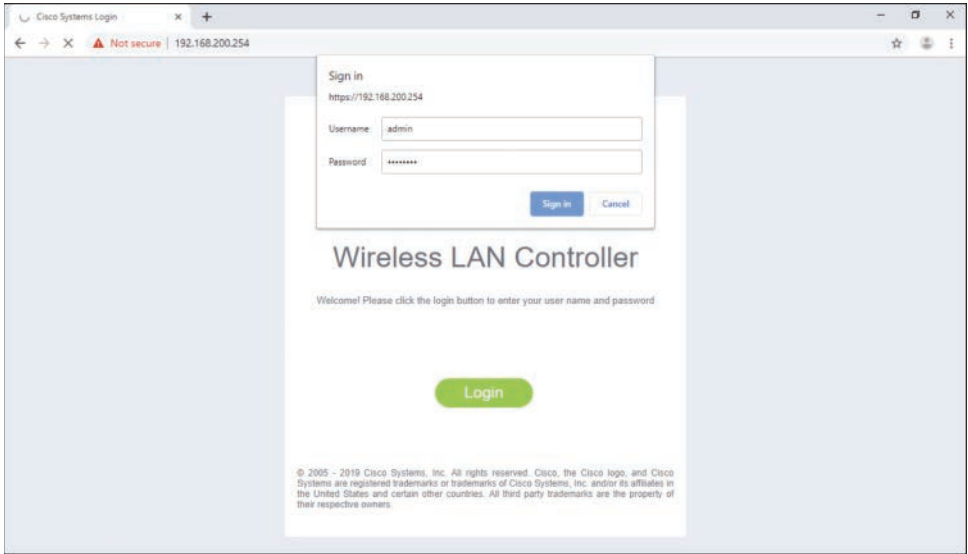 Cisco Systems Login
Not secure | 192.168.200.254
Sign in
https://192.168.200.254
Username admin
Password ••••••••
Sign in Cancel
Wireless LAN Controller
Welcome! Please click the login button to enter your user name and password
Login
© 2005 - 2019 Cisco Systems, Inc. All rights reserved. Cisco, the Cisco logo, and Cisco
Systems are registered trademarks or trademarks of Cisco Systems, Inc. and/or its affiliates in
the United States and certain other countries. All third party trademarks are the property of
their respective owners.